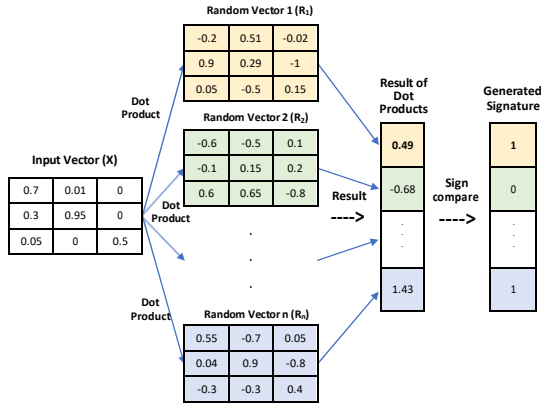 Random Vector 1 (R₁)
-0.2 0.51 -0.02
0.9 0.29 -1
0.05 -0.5 0.15
Dot
Product
Random Vector 2 (R₂)
-0.6 -0.5 0.1
-0.1 0.15 0.2
0.6 0.65 -0.8
Input Vector (X)
0.7 0.01 0
0.3 0.95 0
0.05 0 0.5
Dot
Product
.
.
.
Dot
Product
Random Vector n (Rₙ)
0.55 -0.7 0.05
0.04 0.9 -0.8
-0.3 -0.3 0.4
Result
---->
Result of
Dot
Products
0.49
-0.68
.
.
.
1.43
Sign
compare
---->
Generated
Signature
1
0
.
.
.
1